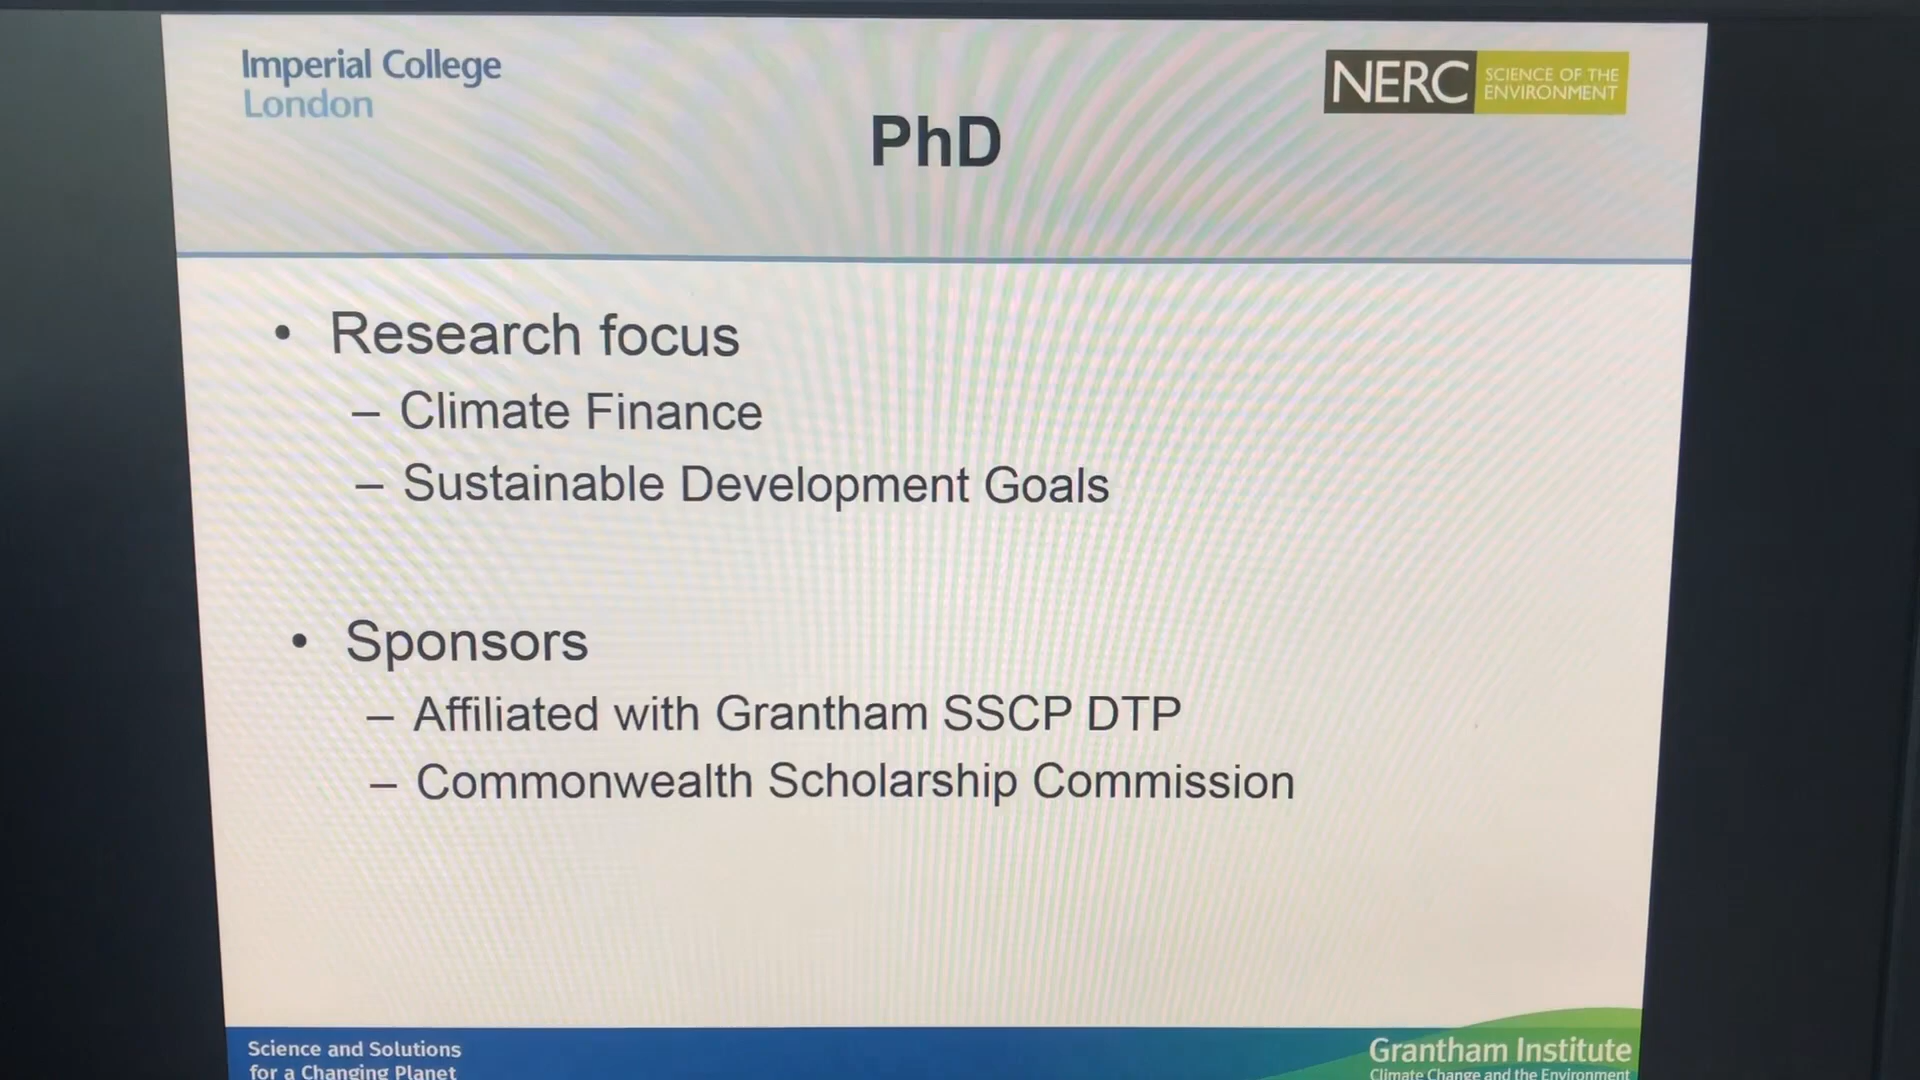 Imperial College
London
NERC SCIENCE OF THE
ENVIRONMENT
PhD
• Research focus
– Climate Finance
– Sustainable Development Goals
• Sponsors
– Affiliated with Grantham SSCP DTP
– Commonwealth Scholarship Commission
Science and Solutions
for a Changing Planet
Grantham Institute
Climate Change and the Environment